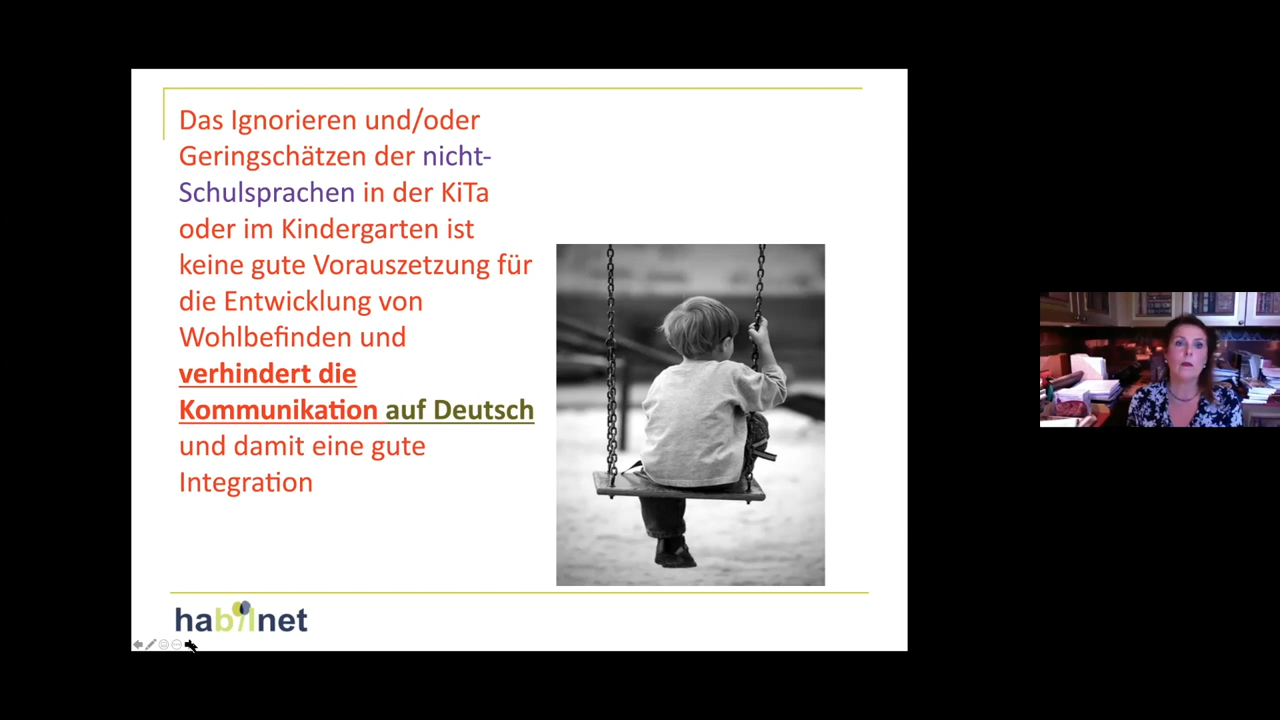 Das Ignorieren und/oder
Geringschätzen der nicht-
Schulsprachen in der KiTa
oder im Kindergarten ist
keine gute Vorauszetzung für
die Entwicklung von
Wohlbefinden und
verhindert die
Kommunikation auf Deutsch
und damit eine gute
Integration
habilnet